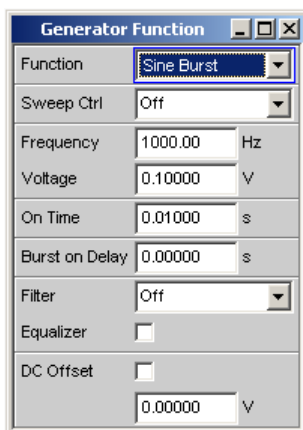 Generator Function
Function Sine Burst
Sweep Ctrl Off
Frequency 1000.00 Hz
Voltage 0.10000 V
On Time 0.01000 s
Burst on Delay 0.00000 s
Filter Off
Equalizer
DC Offset
0.00000 V